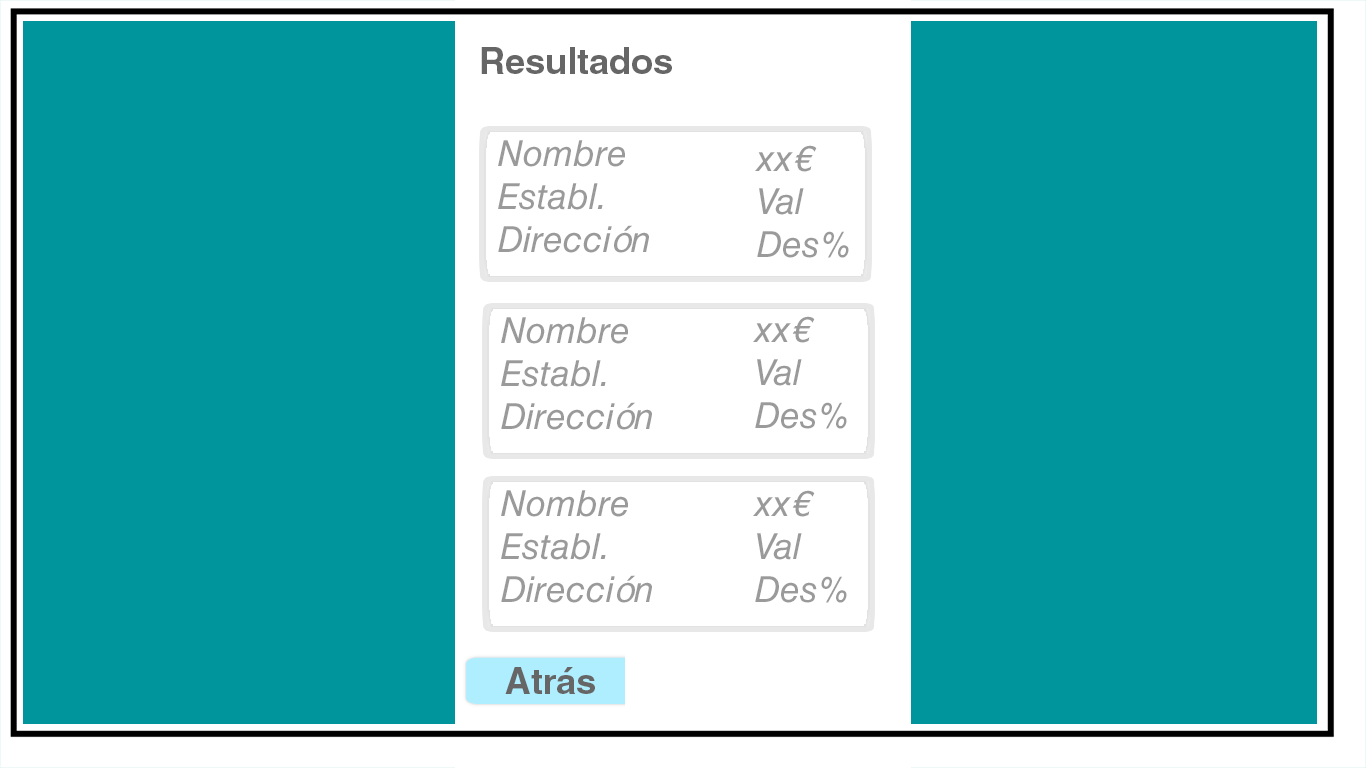 Resultados
Nombre xx€
Establ. Val
Dirección Des%
Nombre xx€
Establ. Val
Dirección Des%
Nombre xx€
Establ. Val
Dirección Des%
Atrás